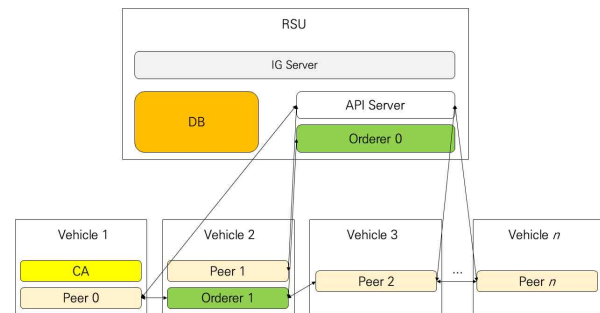 RSU
IG Server
DB
API Server
Orderer 0
Vehicle 1
CA
Peer 0
Vehicle 2
Peer 1
Orderer 1
Vehicle 3
Peer 2
...
Vehicle n
Peer n